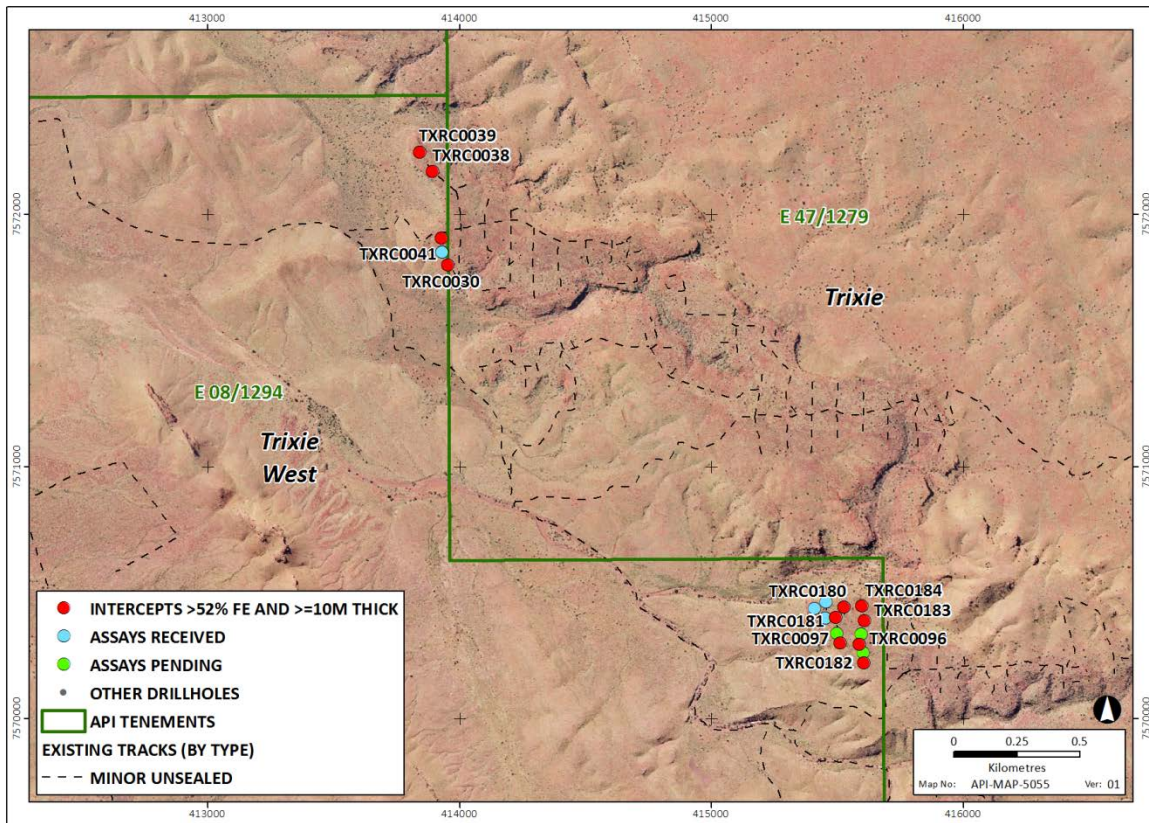 413000
414000
415000
416000
TXRC0039
TXRC0038
7572000
7572000
E 47/1279
TXRC0041
TXRC0030
Trixie
E 08/1294
Trixie
West
7571000
7571000
TXRC0180
TXRC0184
TXRC0181
TXRC0183
TXRC0097
TXRC0096
TXRC0182
7570000
7570000
INTERCEPTS >52% FE AND >=10M THICK
ASSAYS RECEIVED
ASSAYS PENDING
OTHER DRILLHOLES
API TENEMENTS
EXISTING TRACKS (BY TYPE)
MINOR UNSEALED
0 0.25 0.5
Kilometres
Map No: API-MAP-5055 Ver: 01
413000
414000
415000
416000